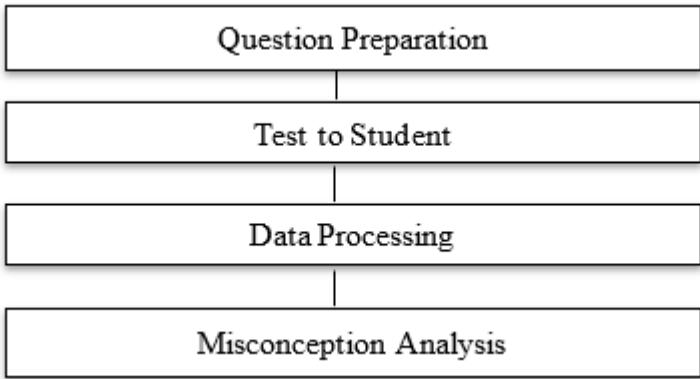 Question Preparation
Test to Student
Data Processing
Misconception Analysis